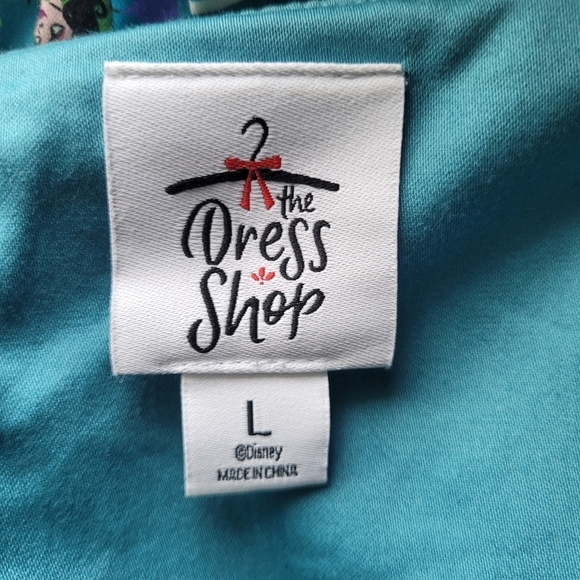 the
Dress
Shop
L
©Disney
MADE IN CHINA